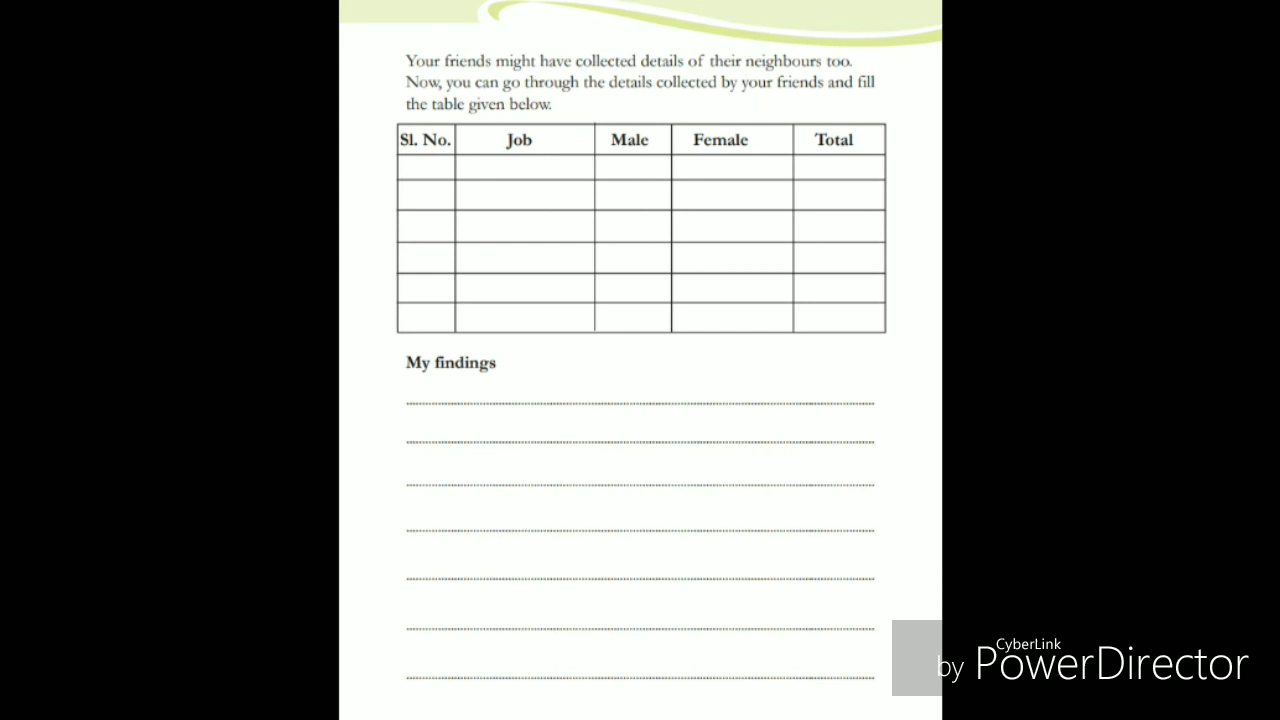 Your friends might have collected details of their neighbours too.
Now, you can go through the details collected by your friends and fill
the table given below.
Sl. No. Job Male Female Total
My findings
CyberLink
by PowerDirector